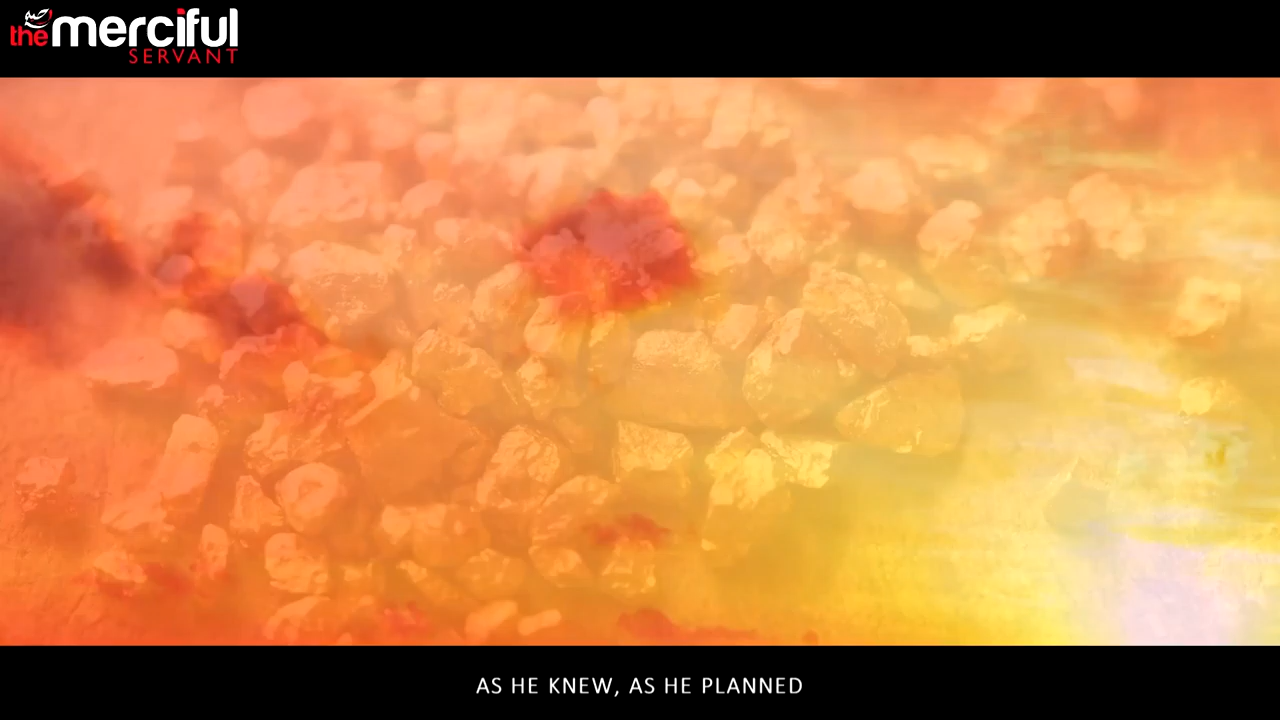 the merciful
SERVANT
AS HE KNEW, AS HE PLANNED